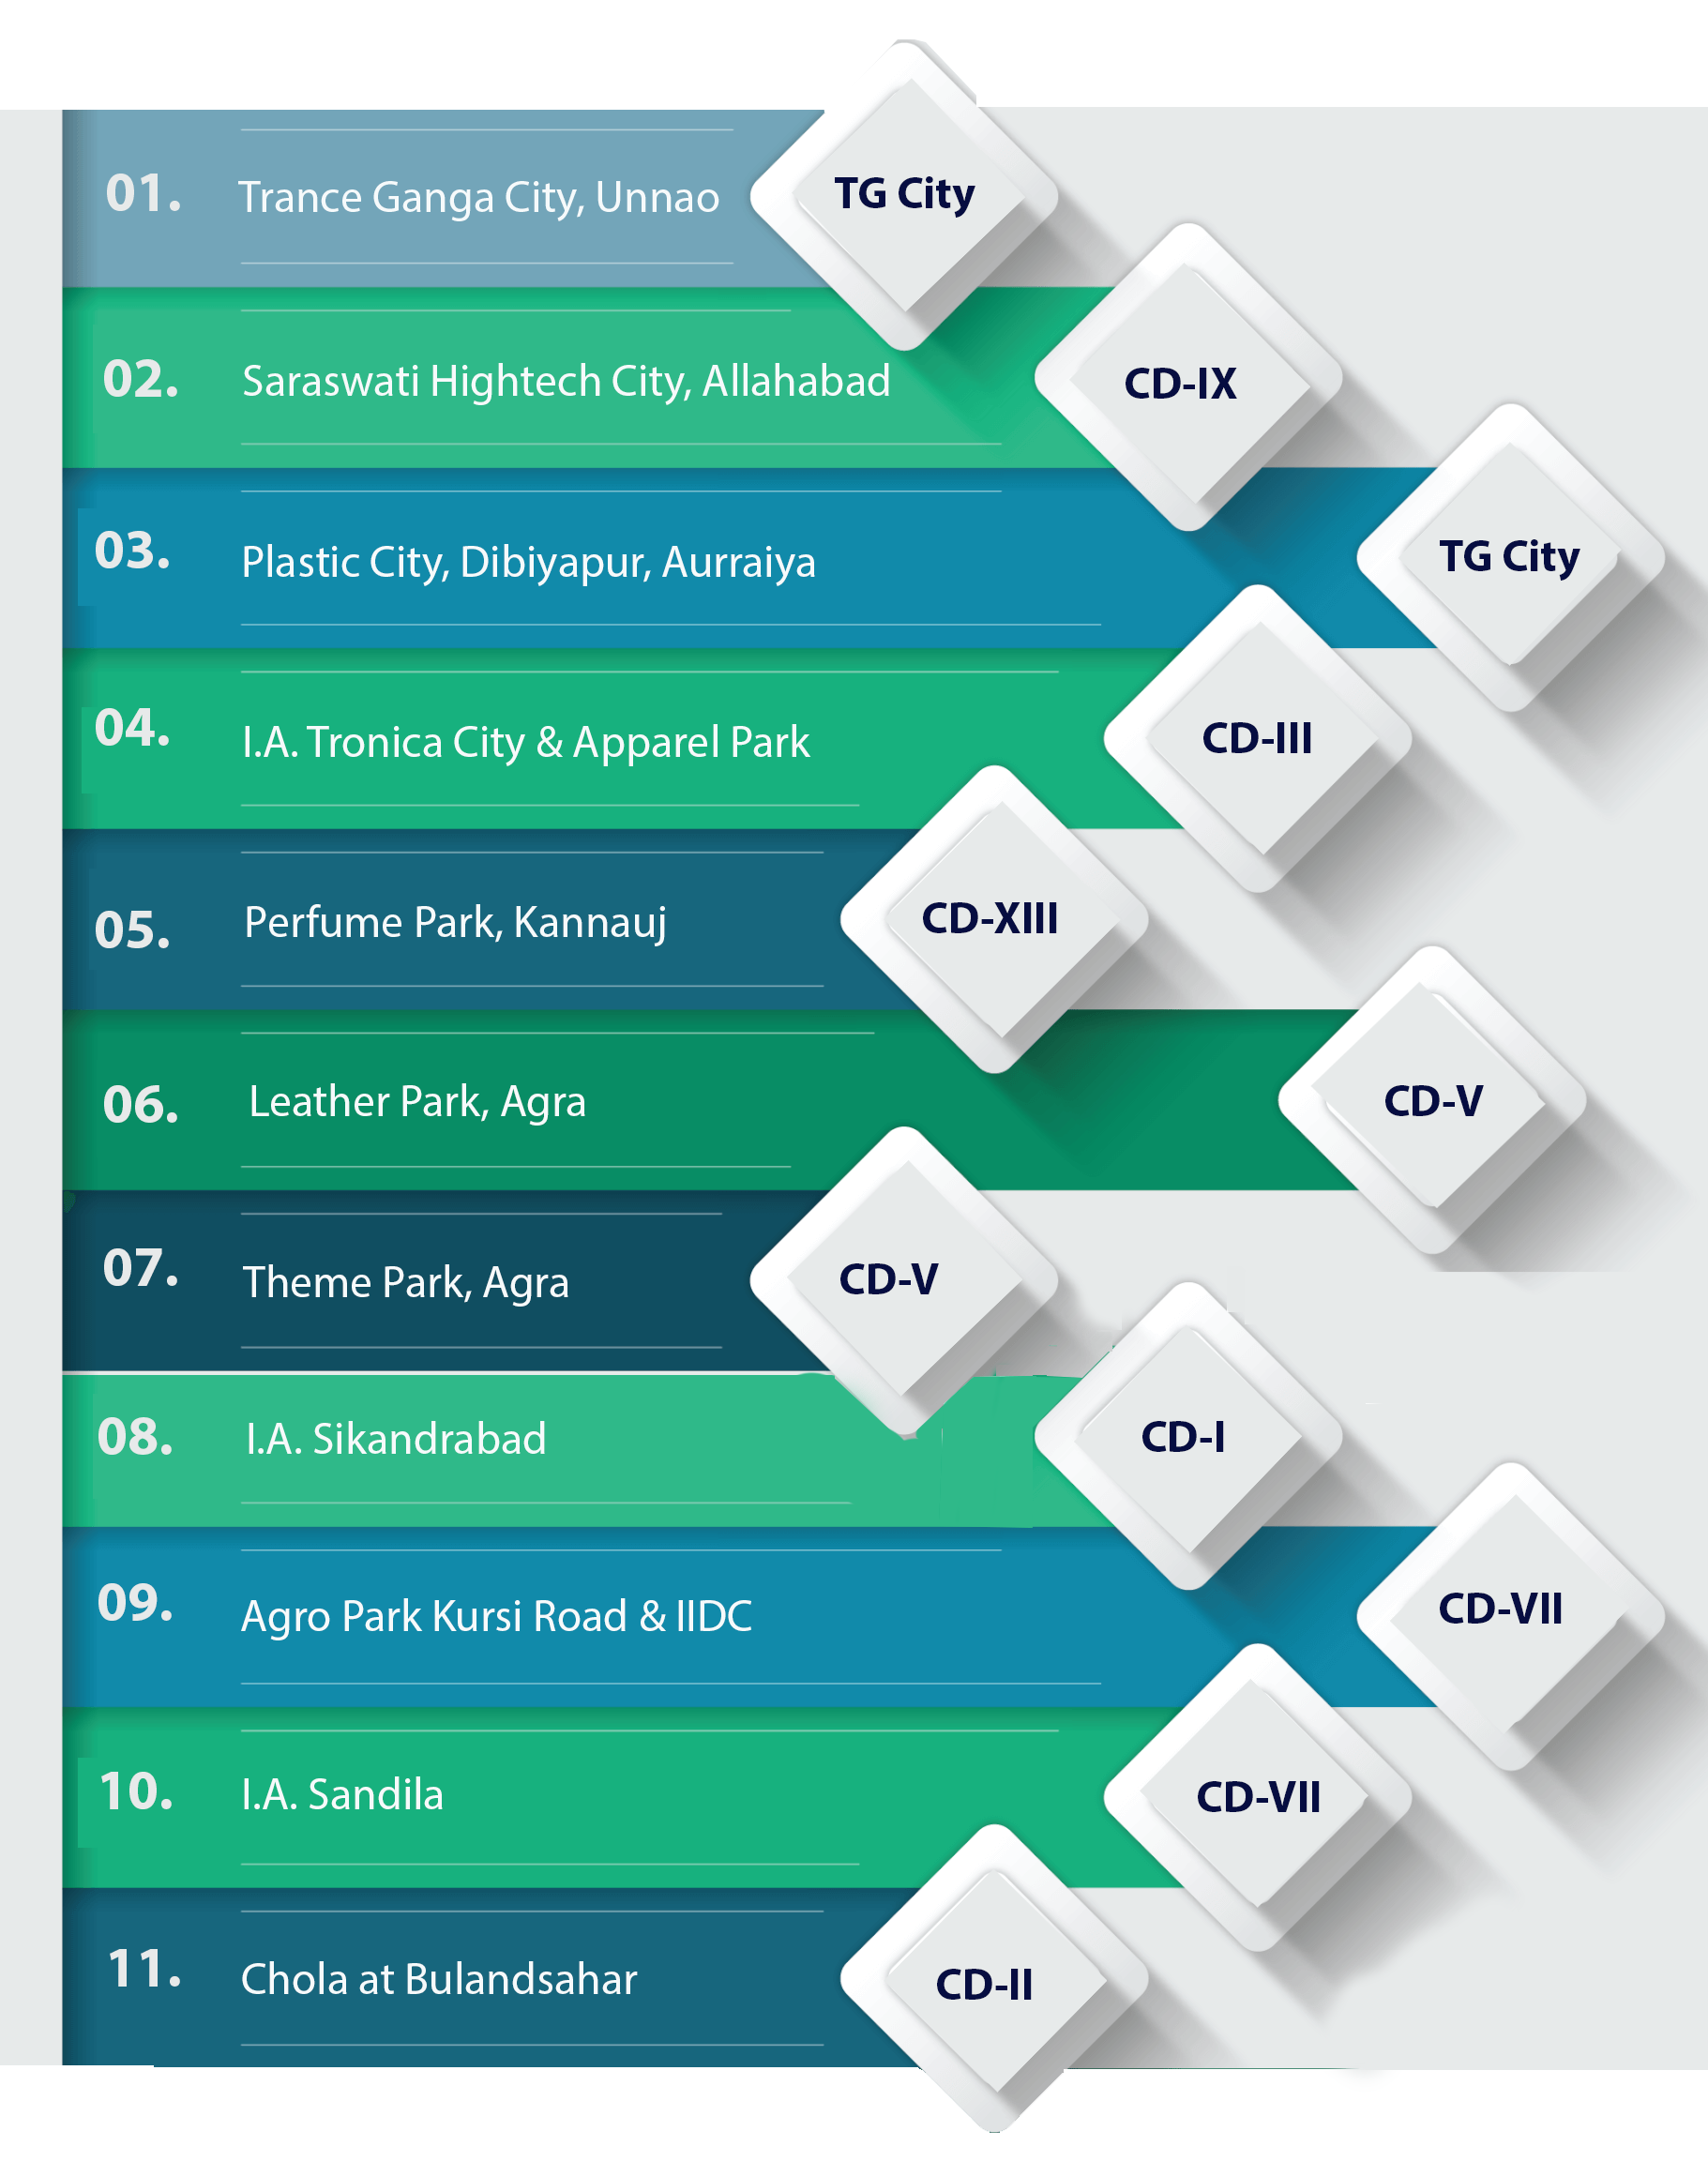 01. Trance Ganga City, Unnao TG City
02. Saraswati Hightech City, Allahabad CD-IX
03. Plastic City, Dibiyapur, Aurraiya TG City
04. I.A. Tronica City & Apparel Park CD-III
05. Perfume Park, Kannauj CD-XIII
06. Leather Park, Agra CD-V
07. Theme Park, Agra CD-V
08. I.A. Sikandrabad CD-I
09. Agro Park Kursi Road & IIDC CD-VII
10. I.A. Sandila CD-VII
11. Chola at Bulandsahar CD-II